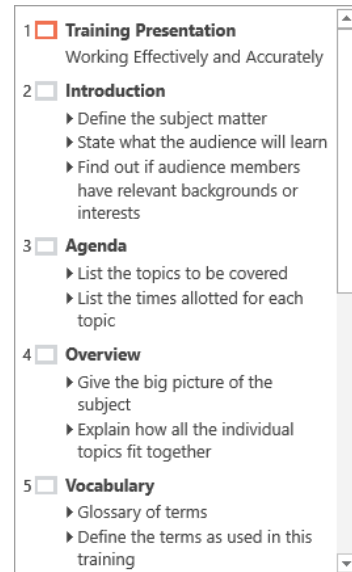 1 Training Presentation
Working Effectively and Accurately
2 Introduction
Define the subject matter
State what the audience will learn
Find out if audience members
have relevant backgrounds or
interests
3 Agenda
List the topics to be covered
List the times allotted for each
topic
4 Overview
Give the big picture of the
subject
Explain how all the individual
topics fit together
5 Vocabulary
Glossary of terms
Define the terms as used in this
training